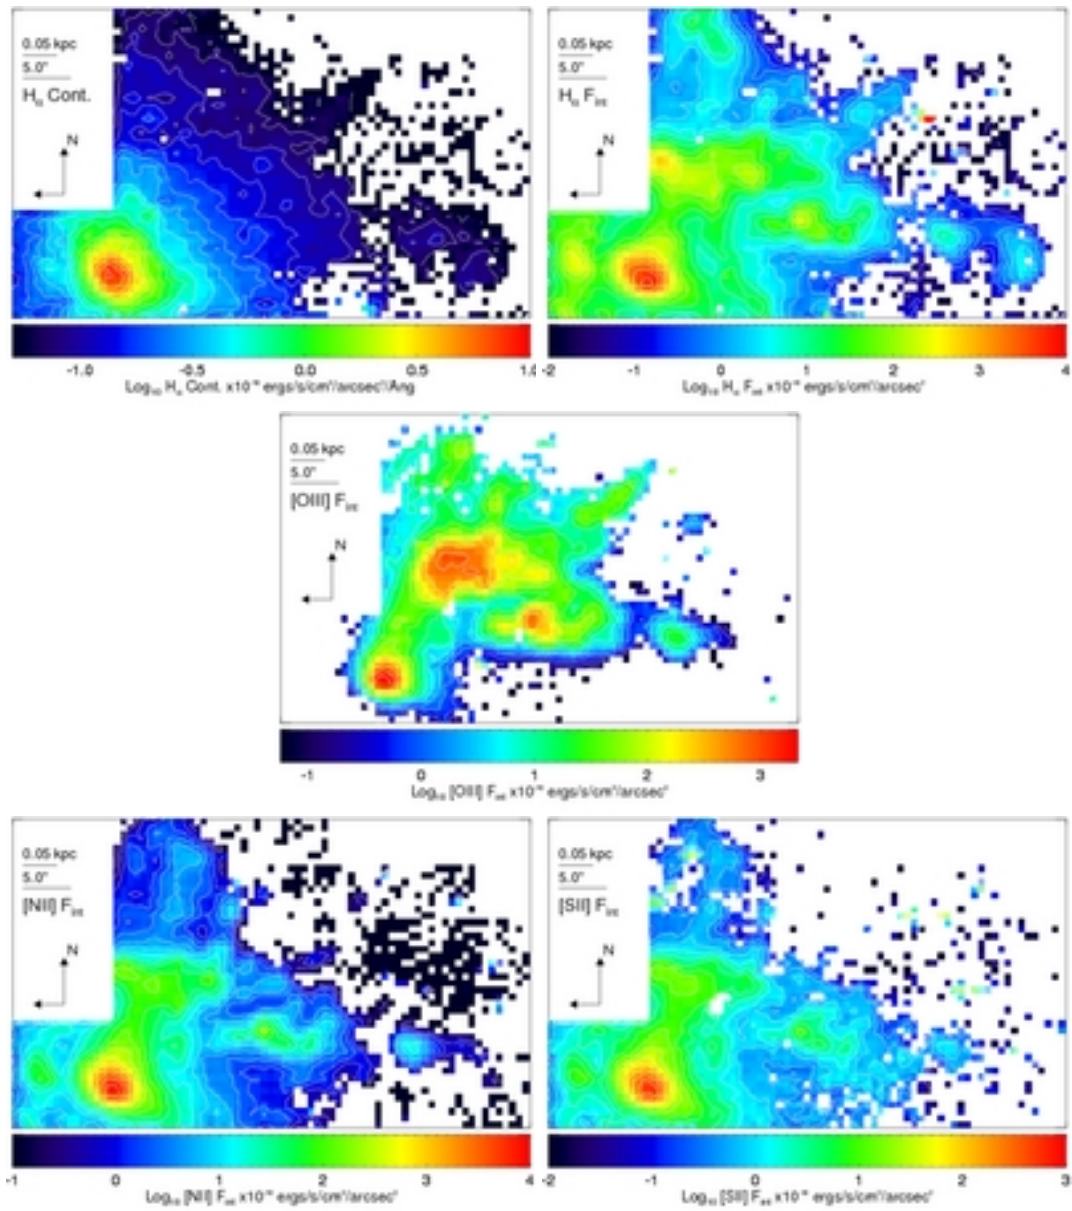 0.05 kpc
5.0"
Hα Cont.
N
-1.0 -0.5 0.0 0.5 1.0
Log₁₀ Hα Cont. x10 ergs/s/cm²/arcsec²/Ang
0.05 kpc
5.0"
Hα Fint
N
-2 -1 0 1 2 3 4
Log₁₀ Hα Fint x10 ergs/s/cm²/arcsec²
0.05 kpc
5.0"
[OIII] Fint
N
-1 0 1 2 3
Log₁₀ [OIII] Fint x10 ergs/s/cm²/arcsec²
0.05 kpc
5.0"
[NII] Fint
N
-1 0 1 2 3 4
Log₁₀ [NII] Fint x10 ergs/s/cm²/arcsec²
0.05 kpc
5.0"
[SII] Fint
N
-2 -1 0 1 2 3
Log₁₀ [SII] Fint x10 ergs/s/cm²/arcsec²